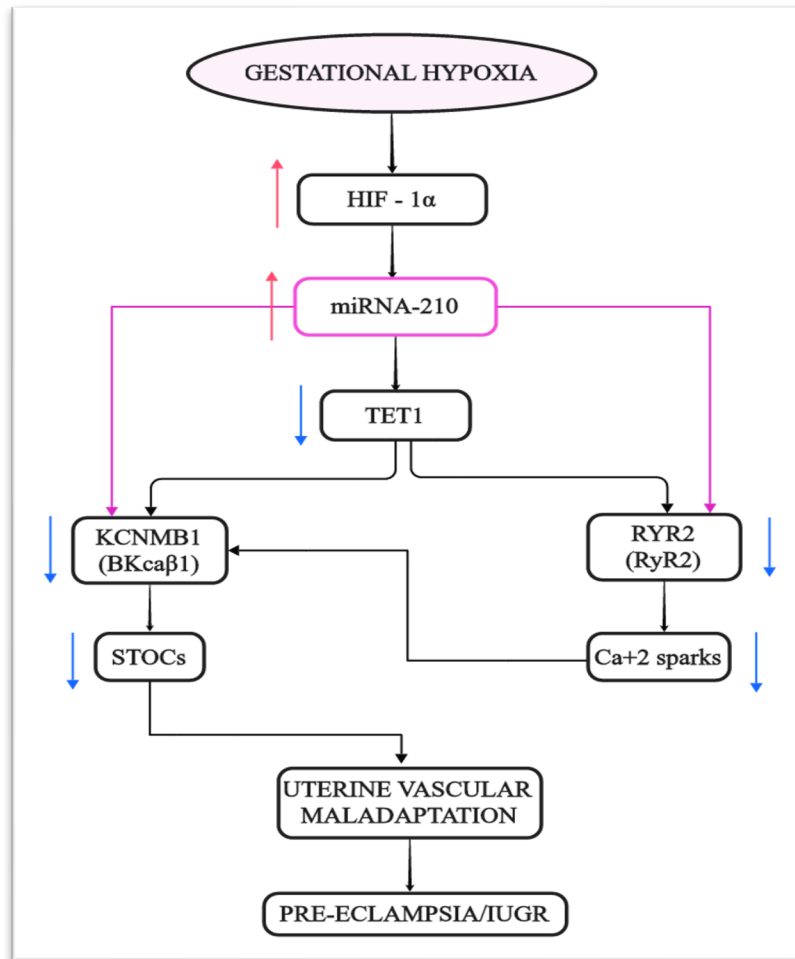 GESTATIONAL HYPOXIA
HIF - 1α
miRNA-210
TET1
KCNMB1
(BKcaβ1)
RYR2
(RyR2)
STOCs
Ca+2 sparks
UTERINE VASCULAR
MALADAPTATION
PRE-ECLAMPSIA/IUGR